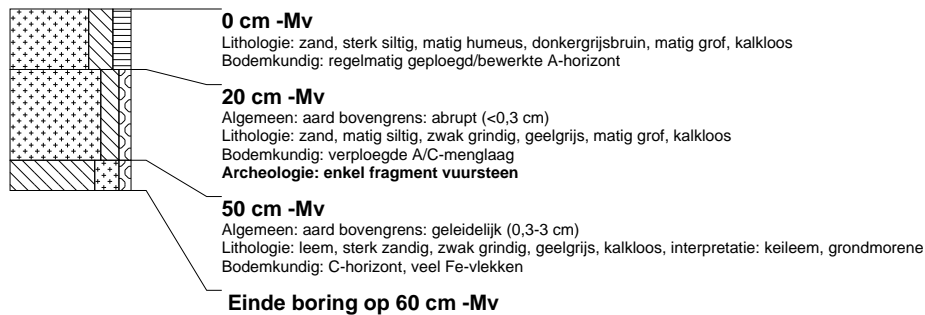 0 cm -Mv
Lithologie: zand, sterk siltig, matig humeus, donkergrijsbruin, matig grof, kalkloos
Bodemkundig: regelmatig geploegd/bewerkte A-horizont
20 cm -Mv
Algemeen: aard bovengrens: abrupt (<0,3 cm)
Lithologie: zand, matig siltig, zwak grindig, geelgrijs, matig grof, kalkloos
Bodemkundig: verploegde A/C-menglaag
Archeologie: enkel fragment vuursteen
50 cm -Mv
Algemeen: aard bovengrens: geleidelijk (0,3-3 cm)
Lithologie: leem, sterk zandig, zwak grindig, geelgrijs, kalkloos, interpretatie: keileem, grondmorene
Bodemkundig: C-horizont, veel Fe-vlekken
Einde boring op 60 cm -Mv